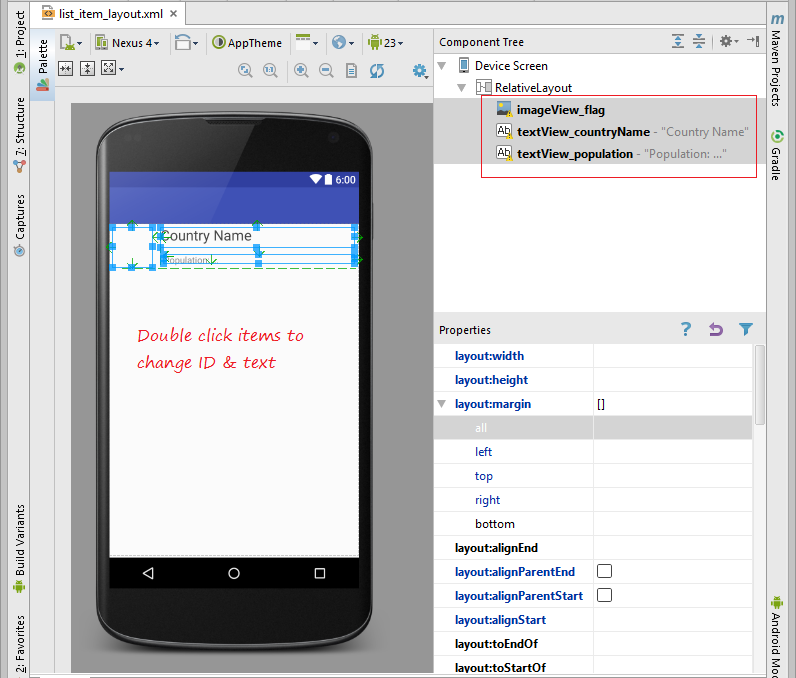 list_item_layout.xml
1: Project
7: Structure
Captures
Build Variants
2: Favorites
Palette
Nexus 4
AppTheme
23
6:00
Country Name
Population:...
Double click items to
change ID & text
Component Tree
Device Screen
RelativeLayout
imageView_flag
Ab textView_countryName - "Country Name"
Ab textView_population - "Population: ..."
Properties
?
layout:width
layout:height
layout:margin []
all
left
top
right
bottom
layout:alignEnd
layout:alignParentEnd
layout:alignParentStart
layout:alignStart
layout:toEndOf
layout:toStartOf
m
Maven Projects
Gradle
Android Mod